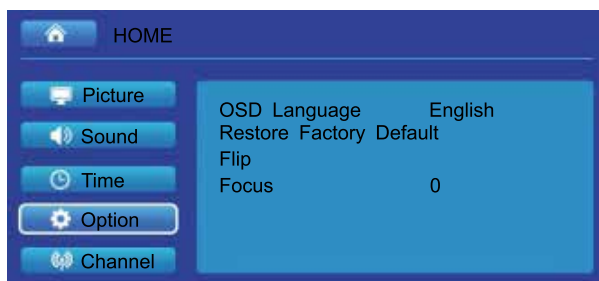 HOME
Picture
Sound
Time
Option
Channel
OSD Language English
Restore Factory Default
Flip
Focus 0